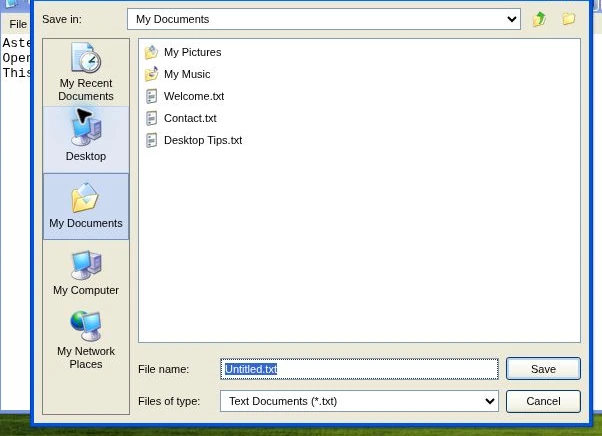 File
Aste
Oper
This
Save in:
My Documents
My Recent
Documents
Desktop
My Documents
My Computer
My Network
Places
My Pictures
My Music
Welcome.txt
Contact.txt
Desktop Tips.txt
File name:
Untitled.txt
Save
Files of type:
Text Documents (*.txt)
Cancel